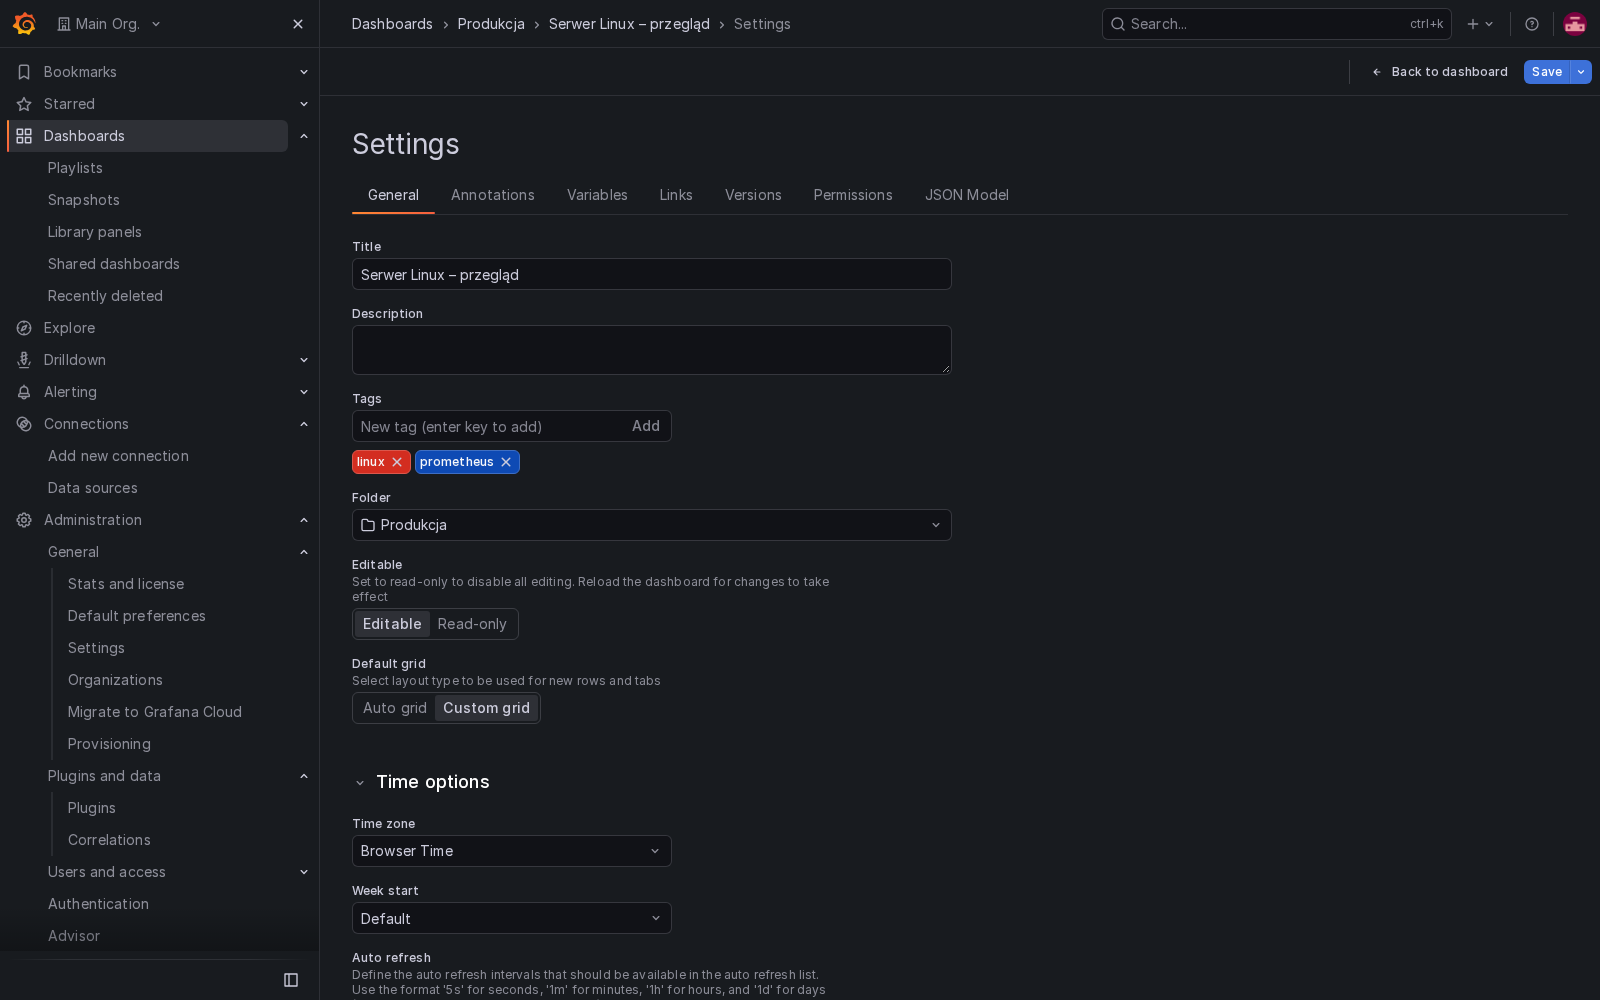 Main Org.
Dashboards
Produkcja
Serwer Linux – przegląd
Settings
Search...
ctrl+k
Bookmarks
Starred
Dashboards
Playlists
Snapshots
Library panels
Shared dashboards
Recently deleted
Explore
Drilldown
Alerting
Connections
Add new connection
Data sources
Administration
General
Stats and license
Default preferences
Settings
Organizations
Migrate to Grafana Cloud
Provisioning
Plugins and data
Plugins
Correlations
Users and access
Authentication
Advisor
Back to dashboard
Save
Settings
General
Annotations
Variables
Links
Versions
Permissions
JSON Model
Title
Serwer Linux – przegląd
Description
Tags
New tag (enter key to add)
Add
linux
prometheus
Folder
Produkcja
Editable
Set to read-only to disable all editing. Reload the dashboard for changes to take
effect
Editable
Read-only
Default grid
Select layout type to be used for new rows and tabs
Auto grid
Custom grid
Time options
Time zone
Browser Time
Week start
Default
Auto refresh
Define the auto refresh intervals that should be available in the auto refresh list.
Use the format '5s' for seconds, '1m' for minutes, '1h' for hours, and '1d' for days